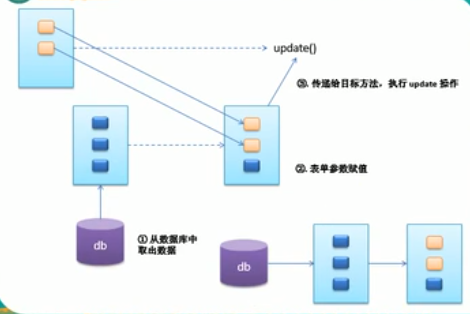 update()
③. 传递给目标方法，执行 update 操作
②. 表单参数赋值
① 从数据库中
取出数据
db
db